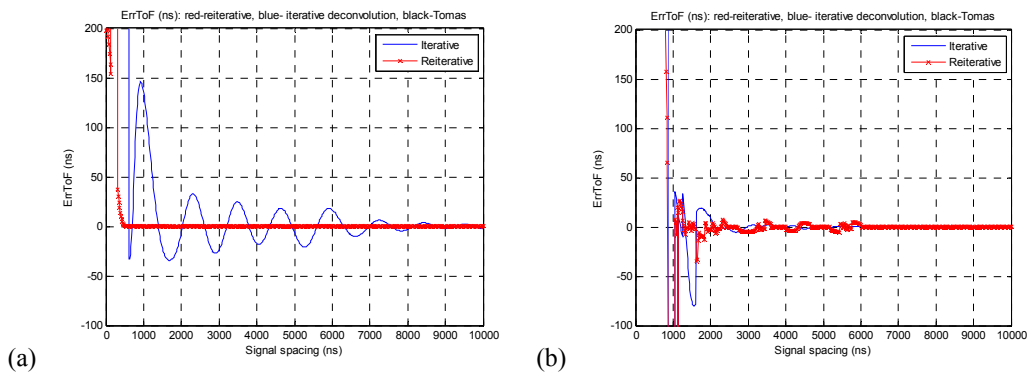 ErrToF (ns): red-reiterative, blue- iterative deconvolution, black-Tomas
200
150
100
50
0
-50
-100
ErrToF (ns)
0 1000 2000 3000 4000 5000 6000 7000 8000 9000 10000
Signal spacing (ns)
Iterative
Reiterative
(a)
ErrToF (ns): red-reiterative, blue- iterative deconvolution, black-Tomas
200
150
100
50
0
-50
-100
ErrToF (ns)
0 1000 2000 3000 4000 5000 6000 7000 8000 9000 10000
Signal spacing (ns)
Iterative
Reiterative
(b)